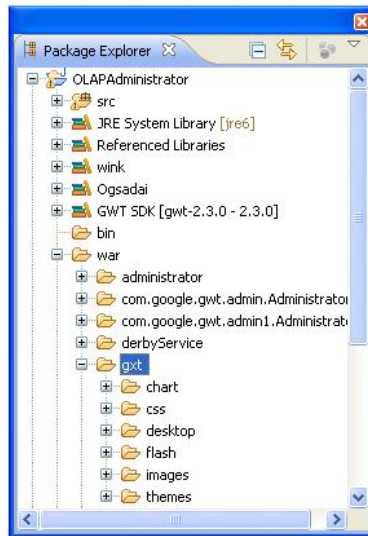 Package Explorer
OLAPAdministrator
src
JRE System Library [jre6]
Referenced Libraries
wink
Ogsadai
GWT SDK [gwt-2.3.0 - 2.3.0]
bin
war
administrator
com.google.gwt.admin.Administrator
com.google.gwt.admin1.Administrat
derbyService
gxt
chart
css
desktop
flash
images
themes